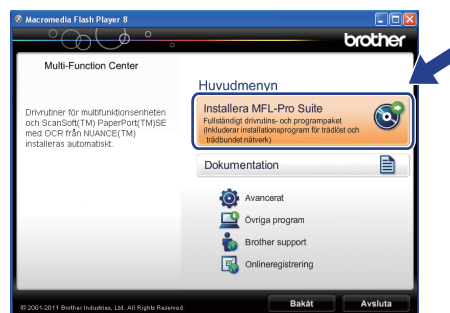 Macromedia Flash Player 8
brother
Multi-Function Center
Drivrutiner för multifunktionsenheten
och ScanSoft(TM) PaperPort(TM)SE
med OCR från NUANCE(TM)
installeras automatiskt.
Huvudmenyn
Installera MFL-Pro Suite
Fullständigt drivrutins- och programpaket
(Inkluderar installationsprogram för trådlöst och
trådbundet nätverk)
Dokumentation
Avancerat
Övriga program
Brother support
Onlineregistrering
© 2001-2011 Brother Industries, Ltd. All Rights Reserved.
Bakåt
Avsluta